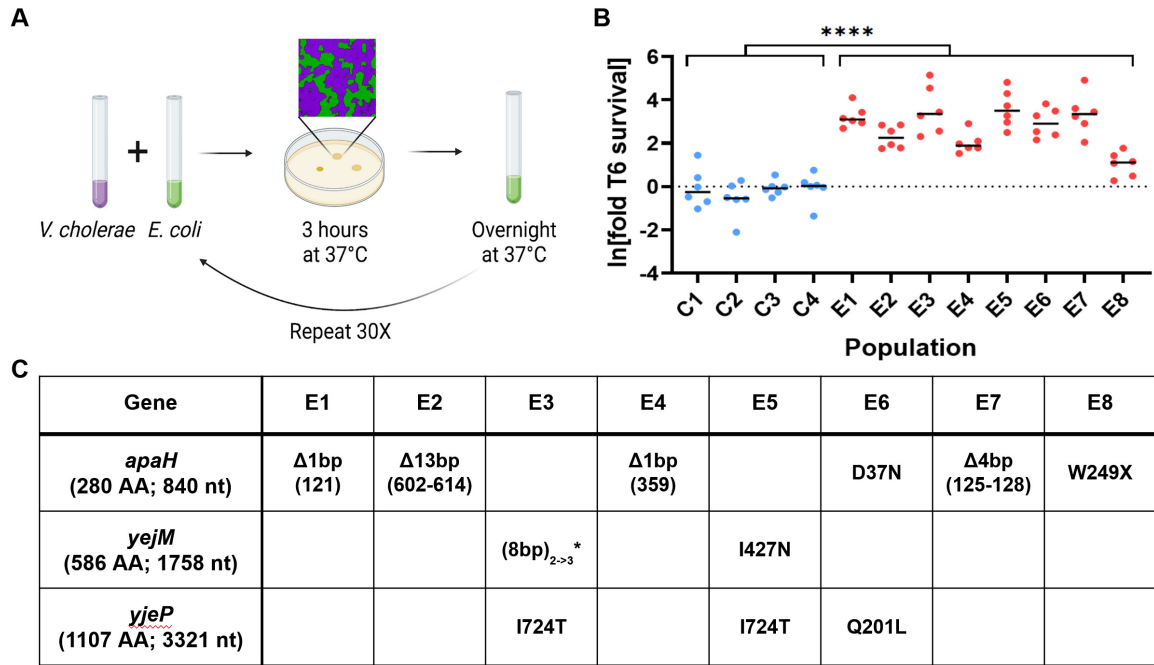 A
V. cholerae
+
E. coli
3 hours
at 37°C
Overnight
at 37°C
Repeat 30X
B
****
ln[fold T6 survival]
6
4
2
0
-2
-4
C1 C2 C3 C4 E1 E2 E3 E4 E5 E6 E7 E8
Population
C
Gene E1 E2 E3 E4 E5 E6 E7 E8
apaH
(280 AA; 840 nt)
Δ1bp
(121)
Δ13bp
(602-614)
Δ1bp
(359)
D37N
Δ4bp
(125-128)
W249X
yejM
(586 AA; 1758 nt)
(8bp)2->3*
I427N
yjeP
(1107 AA; 3321 nt)
I724T
I724T
Q201L